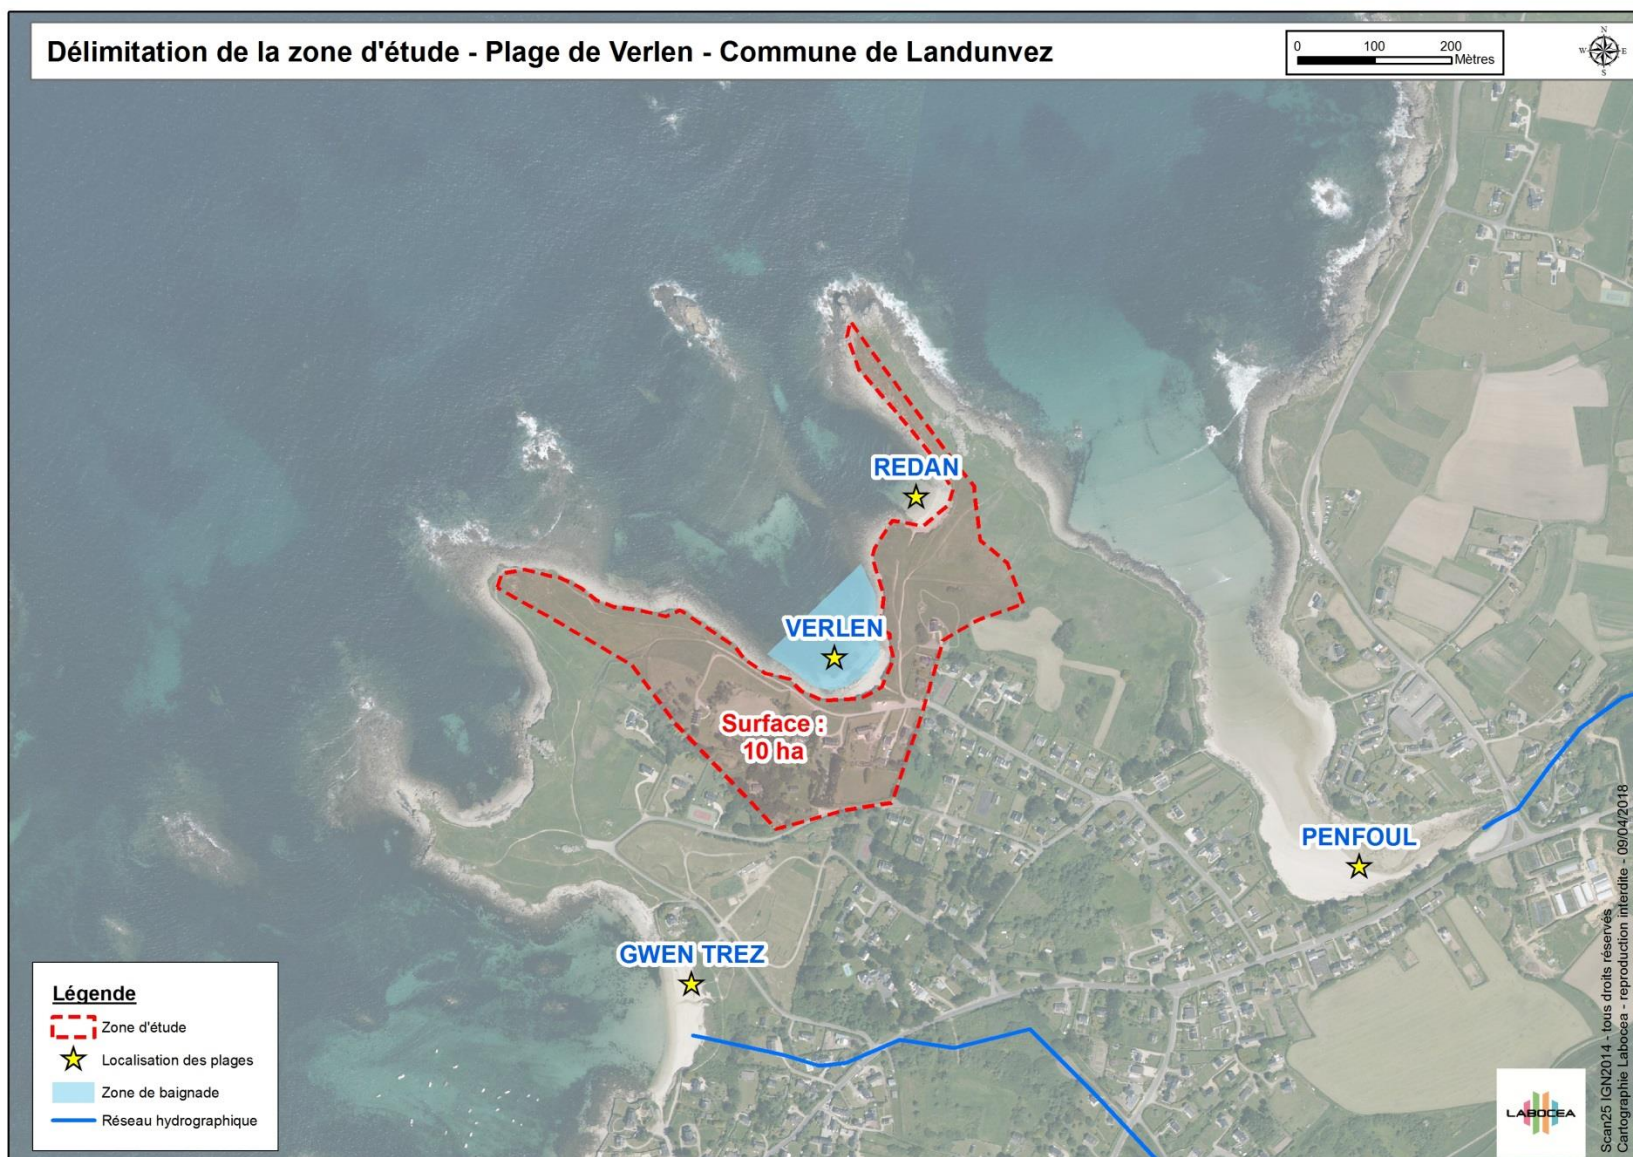 Délimitation de la zone d'étude - Plage de Verlen - Commune de Landunvez
0 100 200
Mètres
N
W E
S
REDAN
VERLEN
Surface :
10 ha
PENFOUL
GWEN TREZ
Légende
Zone d'étude
Localisation des plages
Zone de baignade
Réseau hydrographique
LABOCEA
Scan25 IGN2014 - tous droits réservés
Cartographie Labocea - reproduction interdite - 09/04/2018